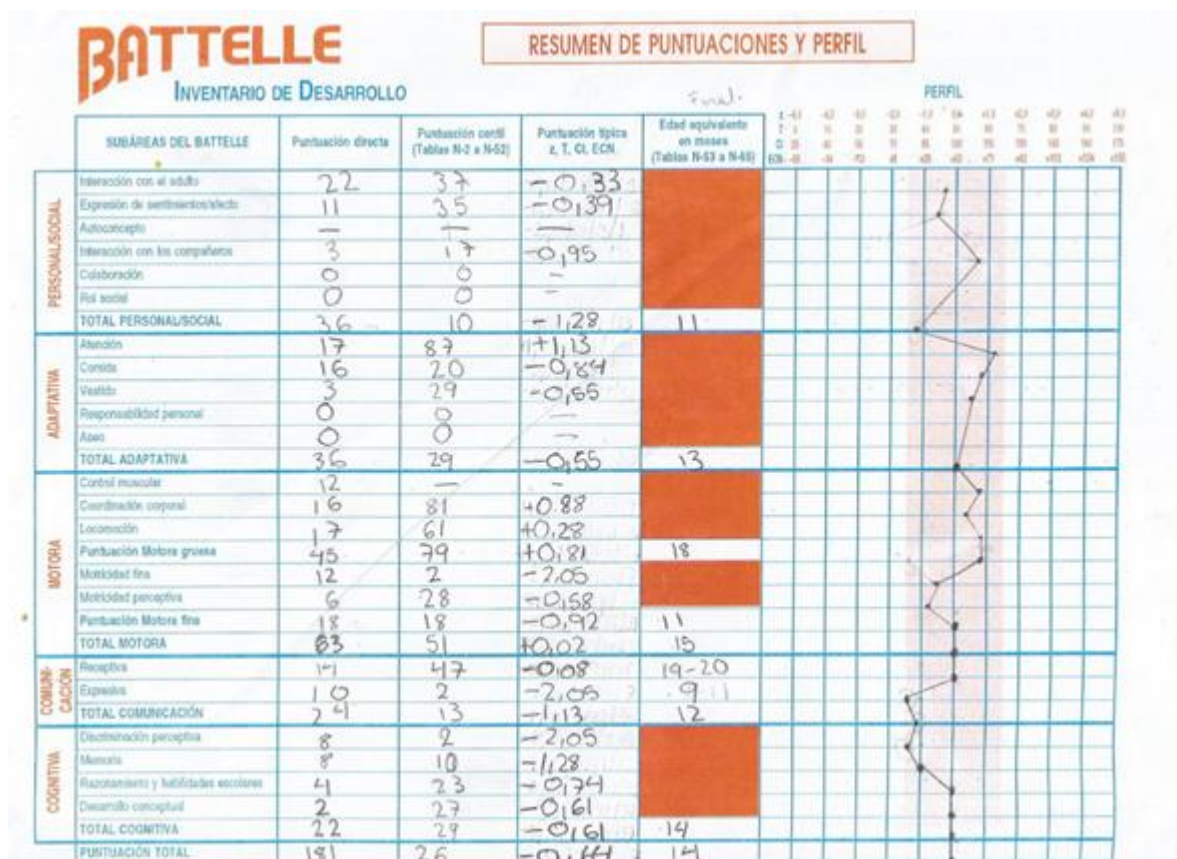 BATTELLE
INVENTARIO DE DESARROLLO
RESUMEN DE PUNTUACIONES Y PERFIL
Final.
PERFIL
SUBÁREAS DEL BATTELLE Puntuación directa Puntuación centil (Tablas N-2 a N-52) Puntuación típica z, T, CI, ECN Edad equivalente en meses (Tablas N-53 a N-65)
PERSONAL/SOCIAL
Interacción con el adulto 22 37 -0,33
Expresión de sentimientos/afecto 11 35 -0,39
Autoconcepto — — —
Interacción con los compañeros 3 17 -0,95
Colaboración 0 0 -
Rol social 0 0 -
TOTAL PERSONAL/SOCIAL 36 10 -1,28 11
ADAPTATIVA
Atención 17 87 +1,13
Comida 16 20 -0,84
Vestido 3 29 -0,55
Responsabilidad personal 0 0 —
Aseo 0 0 —
TOTAL ADAPTATIVA 36 29 -0,55 13
MOTORA
Control muscular 12 — -
Coordinación corporal 16 81 +0.88
Locomoción 17 61 +0,28
Puntuación Motora gruesa 45 79 +0,81 18
Motricidad fina 12 2 -2,05
Motricidad perceptiva 6 28 -0,58
Puntuación Motora fina 18 18 -0,92 11
TOTAL MOTORA 63 51 +0,02 15
COMUNI-CACIÓN
Receptiva 14 47 -0,08 19-20
Expresiva 10 2 -2,05 9
TOTAL COMUNICACIÓN 24 13 -1,13 12
COGNITIVA
Discriminación perceptiva 8 2 -2,05
Memoria 8 10 -1,28
Razonamiento y habilidades escolares 4 23 -0,74
Desarrollo conceptual 2 27 -0,61
TOTAL COGNITIVA 22 29 -0,61 14
PUNTUACIÓN TOTAL 181 26 14